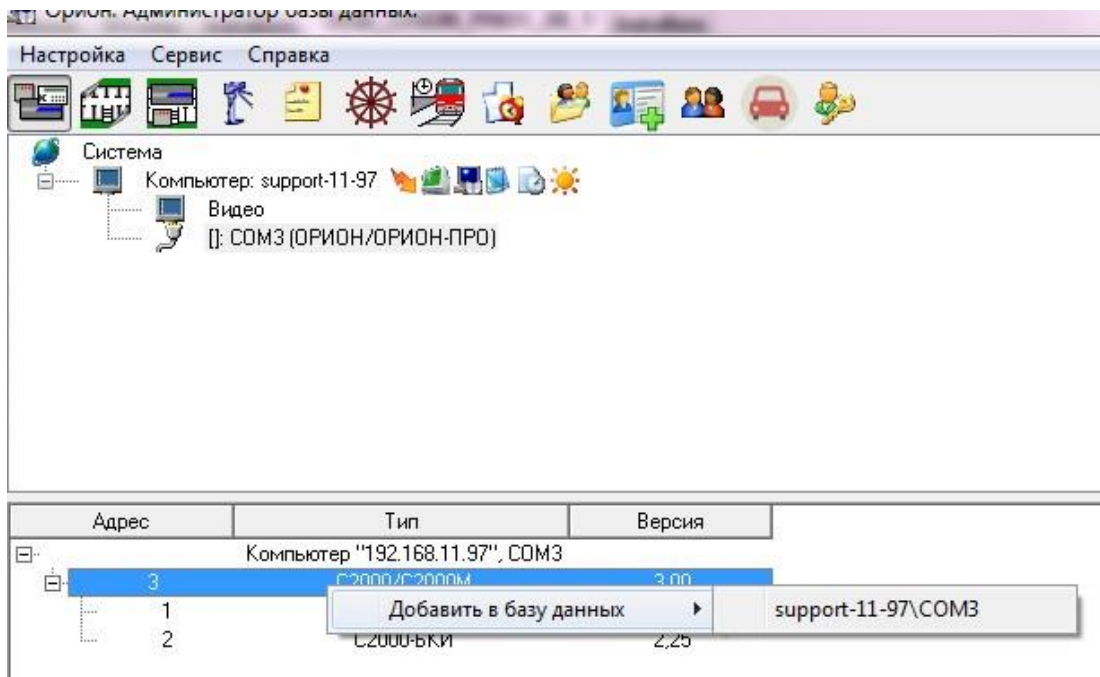 Орион. Администратор базы данных.
Настройка Сервис Справка
Система
Компьютер: support-11-97
Видео
[]: COM3 (ОРИОН/ОРИОН-ПРО)
Адрес Тип Версия
Компьютер "192.168.11.97", COM3
3 С2000/С2000М 3,00
Добавить в базу данных support-11-97\COM3
1
2 С2000-БКИ 2,25